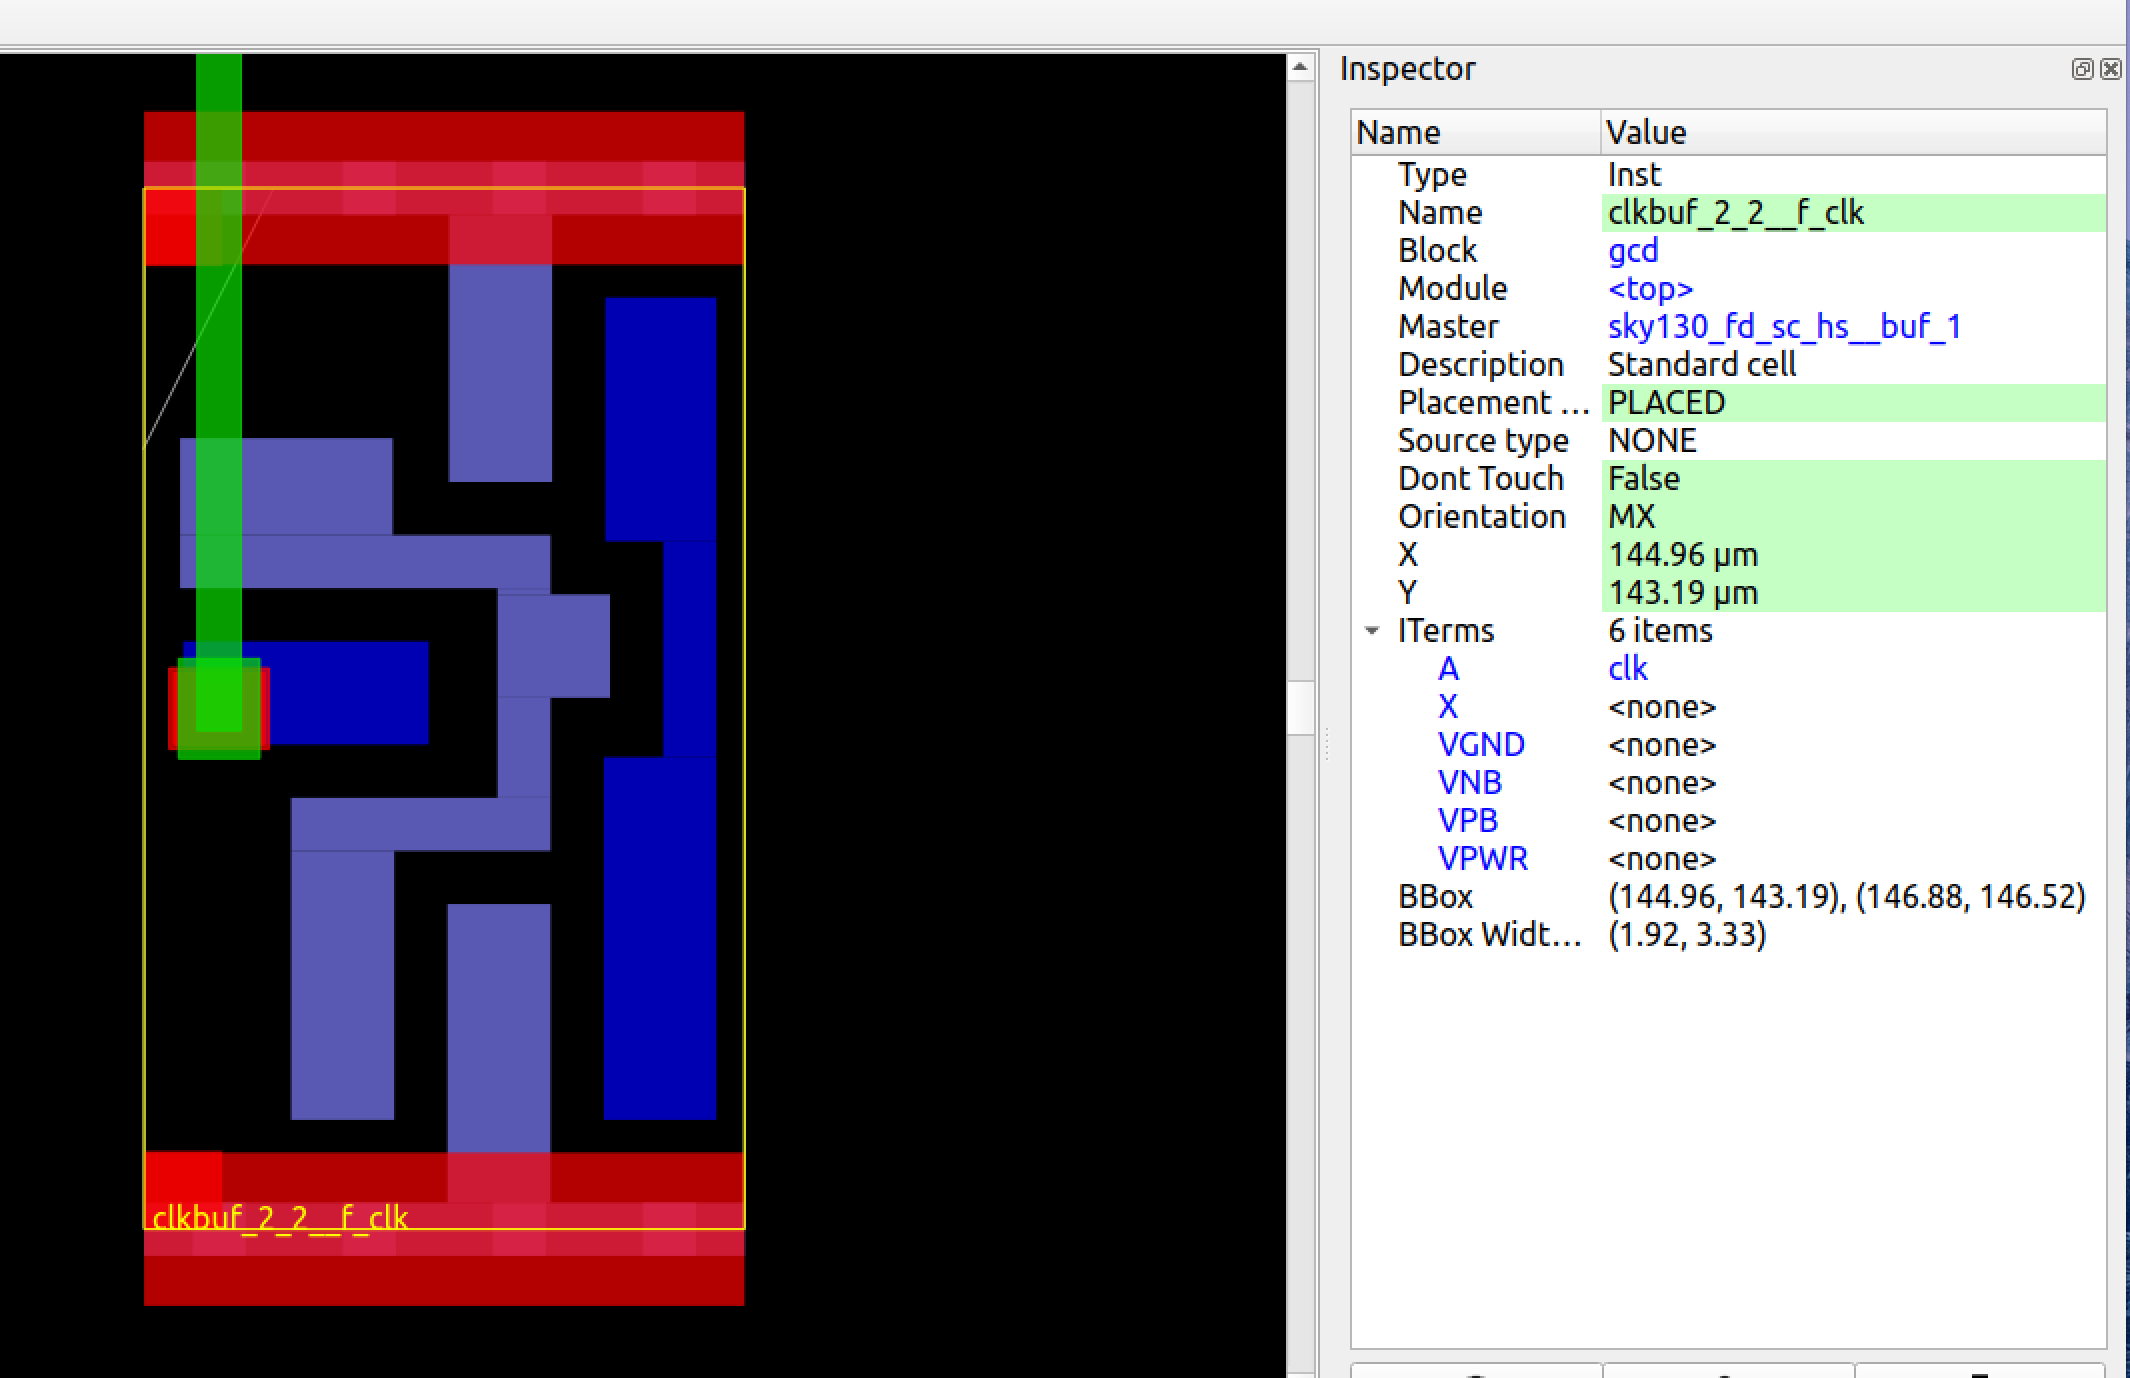 Inspector
Name Value
Type Inst
Name clkbuf_2_2__f_clk
Block gcd
Module <top>
Master sky130_fd_sc_hs__buf_1
Description Standard cell
Placement ... PLACED
Source type NONE
Dont Touch False
Orientation MX
X 144.96 μm
Y 143.19 μm
ITerms 6 items
A clk
X <none>
VGND <none>
VNB <none>
VPB <none>
VPWR <none>
BBox (144.96, 143.19), (146.88, 146.52)
BBox Widt... (1.92, 3.33)
clkbuf_2_2__f_clk